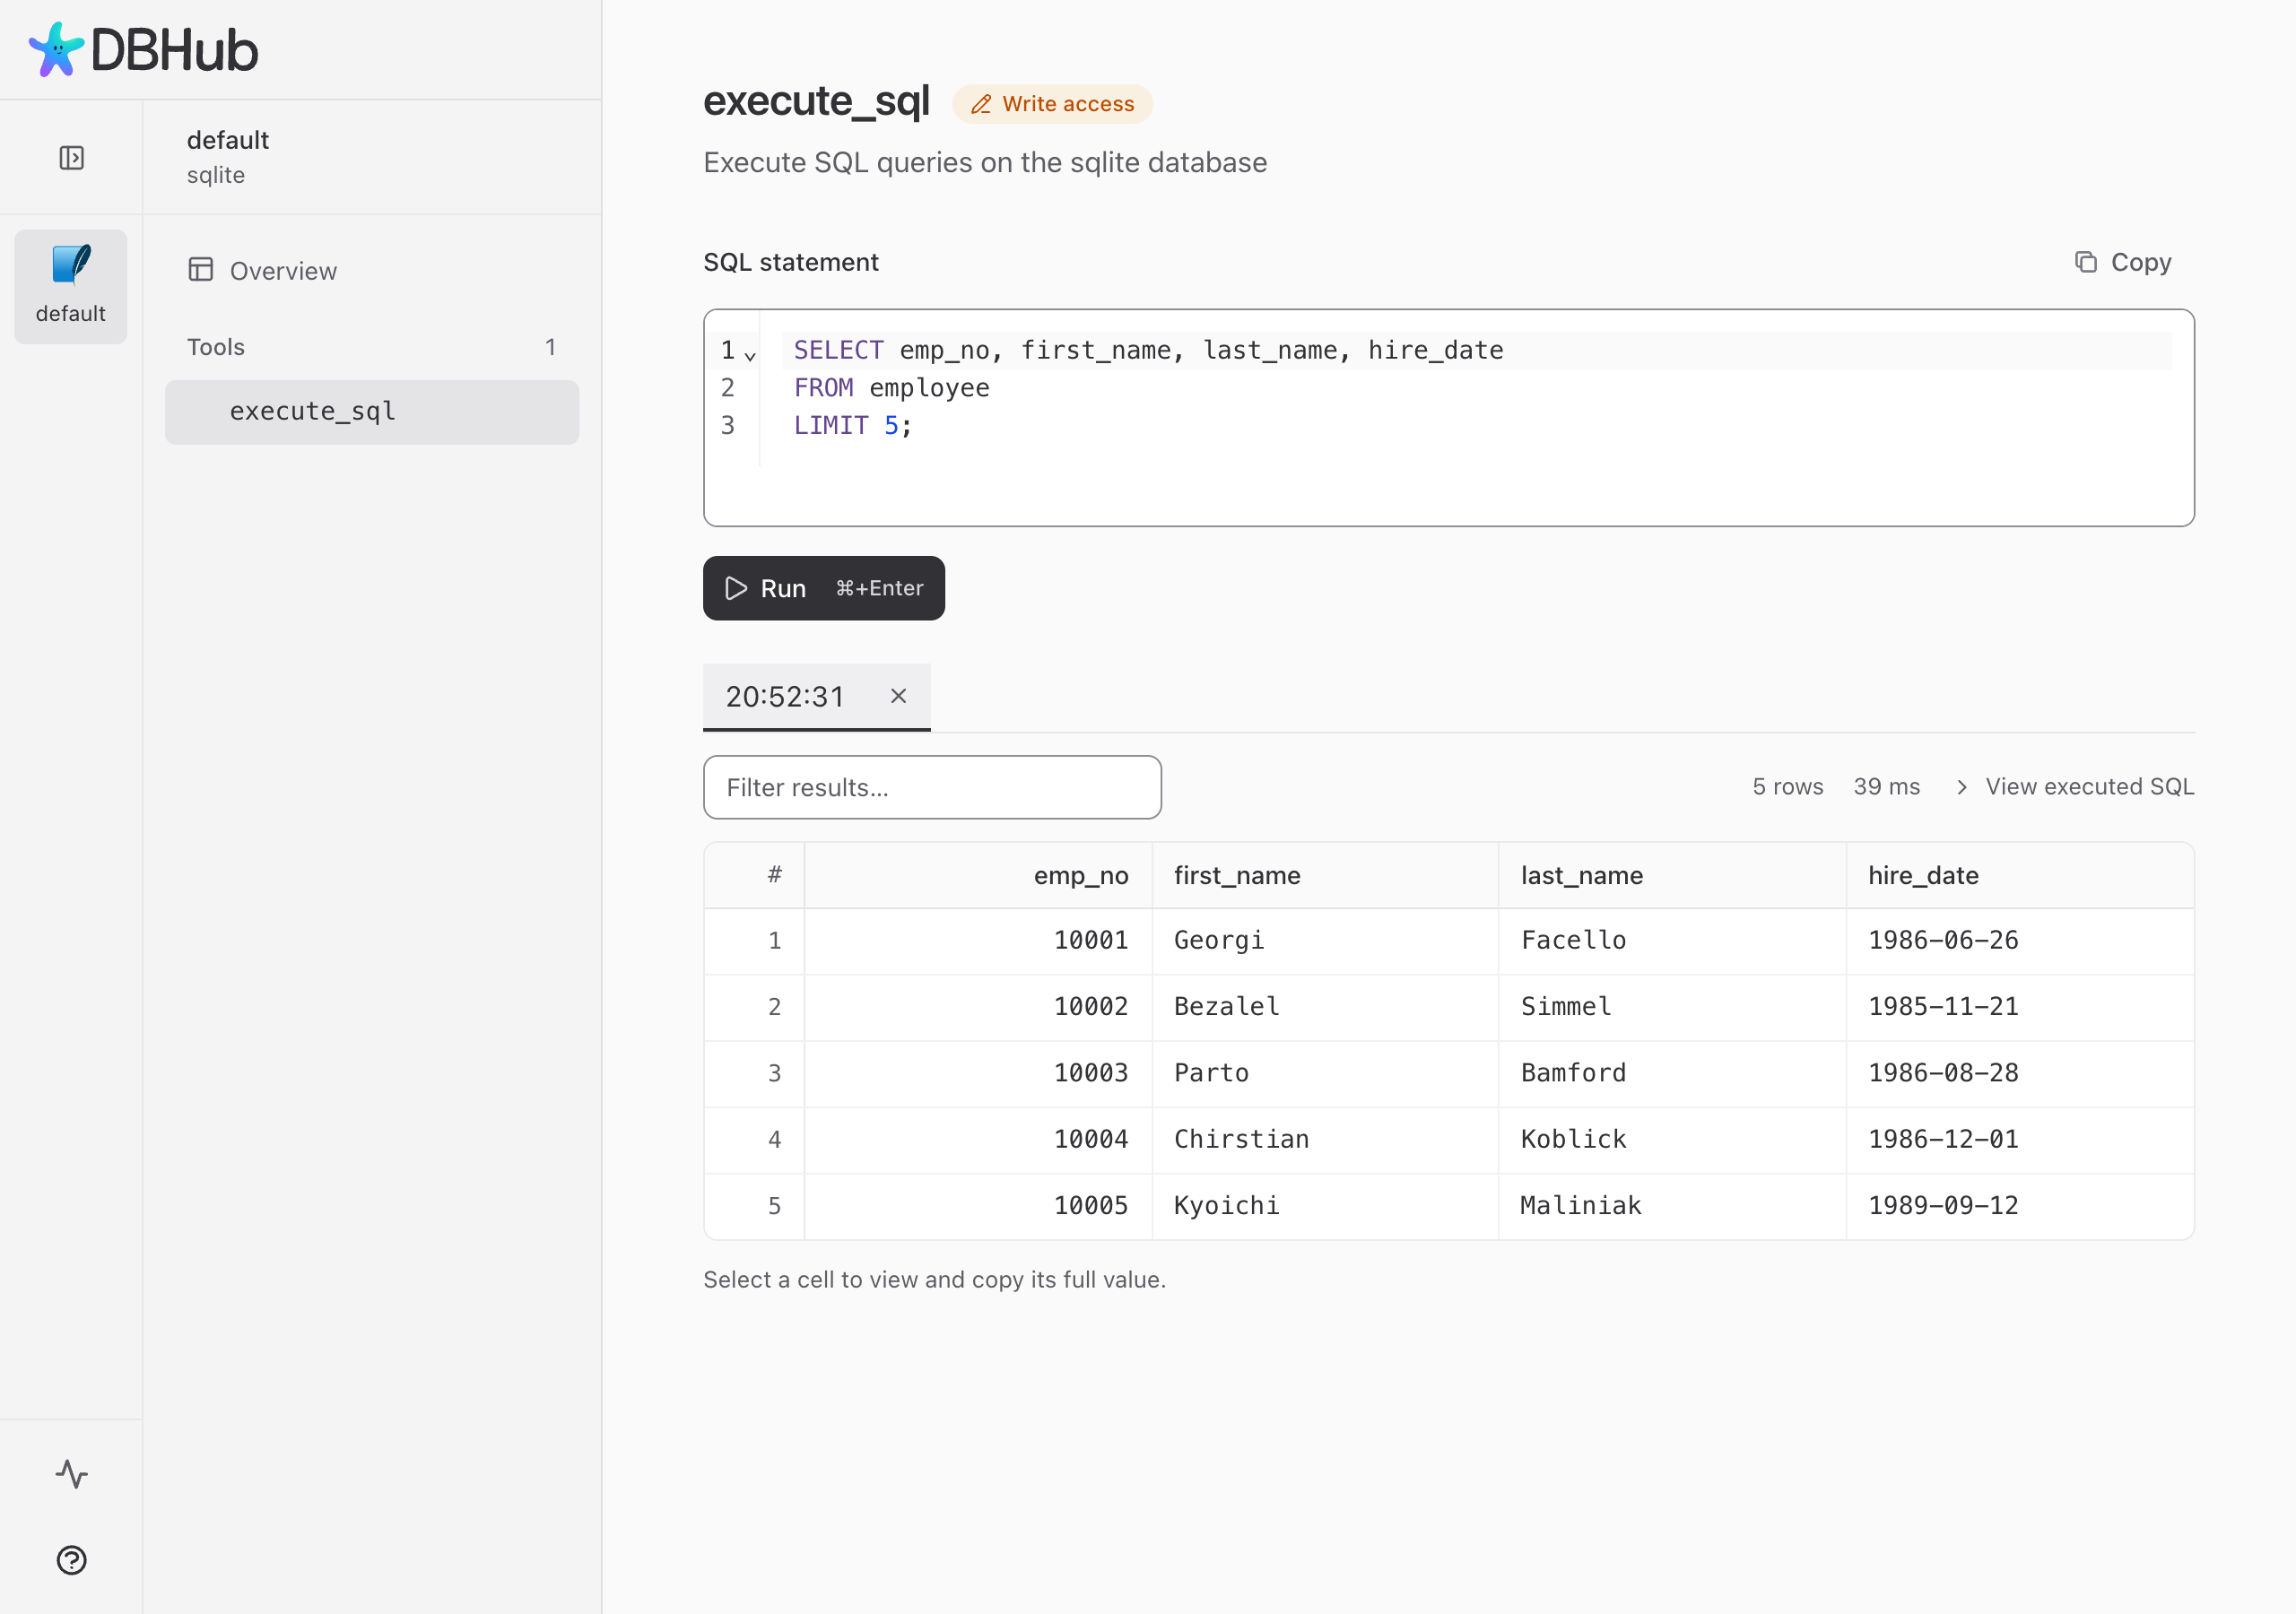 DBHub
default
sqlite
default
Overview
Tools 1
execute_sql
execute_sql Write access
Execute SQL queries on the sqlite database
SQL statement Copy
1 SELECT emp_no, first_name, last_name, hire_date
2 FROM employee
3 LIMIT 5;
Run ⌘+Enter
20:52:31
Filter results...
5 rows 39 ms View executed SQL
# emp_no first_name last_name hire_date
1 10001 Georgi Facello 1986-06-26
2 10002 Bezalel Simmel 1985-11-21
3 10003 Parto Bamford 1986-08-28
4 10004 Chirstian Koblick 1986-12-01
5 10005 Kyoichi Maliniak 1989-09-12
Select a cell to view and copy its full value.